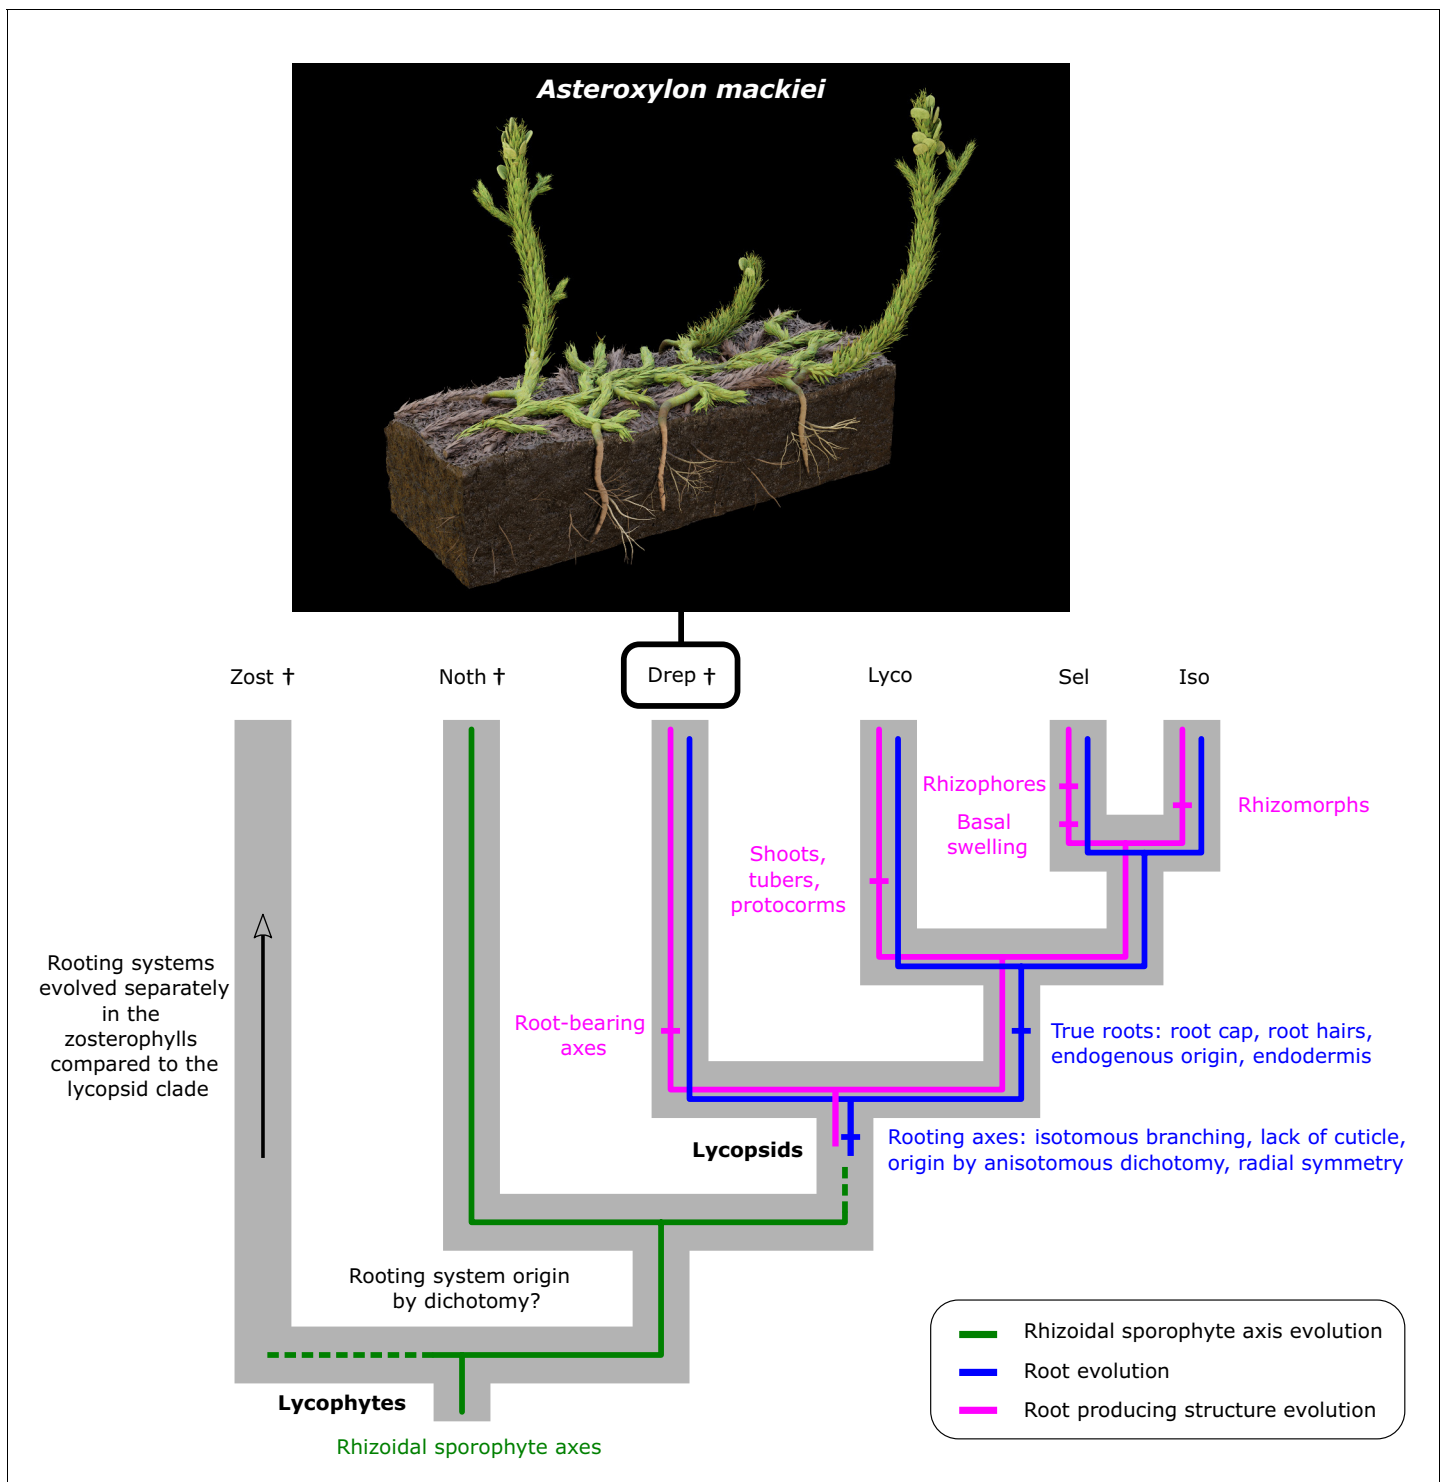 Asteroxylon mackiei
Zost †
Noth †
Drep †
Lyco
Sel
Iso
Rhizophores
Basal
swelling
Rhizomorphs
Shoots,
tubers,
protocorms
Rooting systems
evolved separately
in the
zosterophylls
compared to the
lycopsid clade
Root-bearing
axes
True roots: root cap, root hairs,
endogenous origin, endodermis
Lycopsids
Rooting axes: isotomous branching, lack of cuticle,
origin by anisotomous dichotomy, radial symmetry
Rooting system origin
by dichotomy?
Lycophytes
Rhizoidal sporophyte axes
Rhizoidal sporophyte axis evolution
Root evolution
Root producing structure evolution